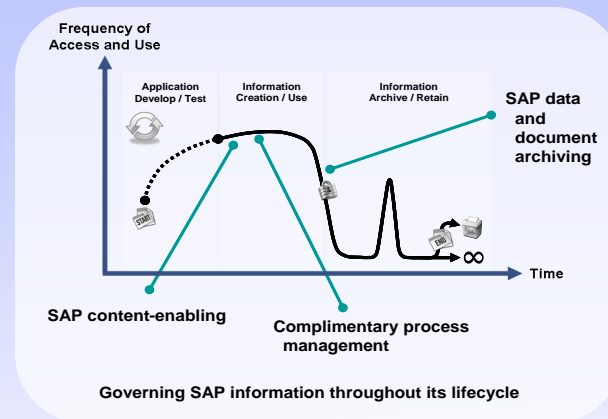 Frequency of
Access and Use
Application
Develop / Test
Information
Creation / Use
Information
Archive / Retain
SAP data
and
document
archiving
START
END
∞
Time
SAP content-enabling
Complimentary process
management
Governing SAP information throughout its lifecycle